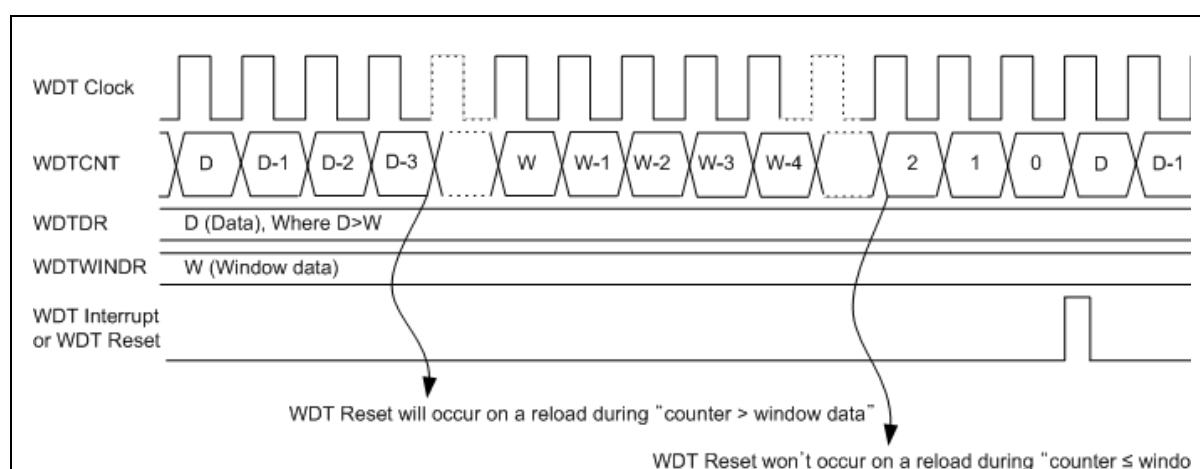 WDT Clock
WDTCNT D D-1 D-2 D-3 W W-1 W-2 W-3 W-4 2 1 0 D D-1
WDTDR D (Data), Where D>W
WDTWINDR W (Window data)
WDT Interrupt
or WDT Reset
WDT Reset will occur on a reload during “counter > window data”
WDT Reset won't occur on a reload during “counter ≤ windo